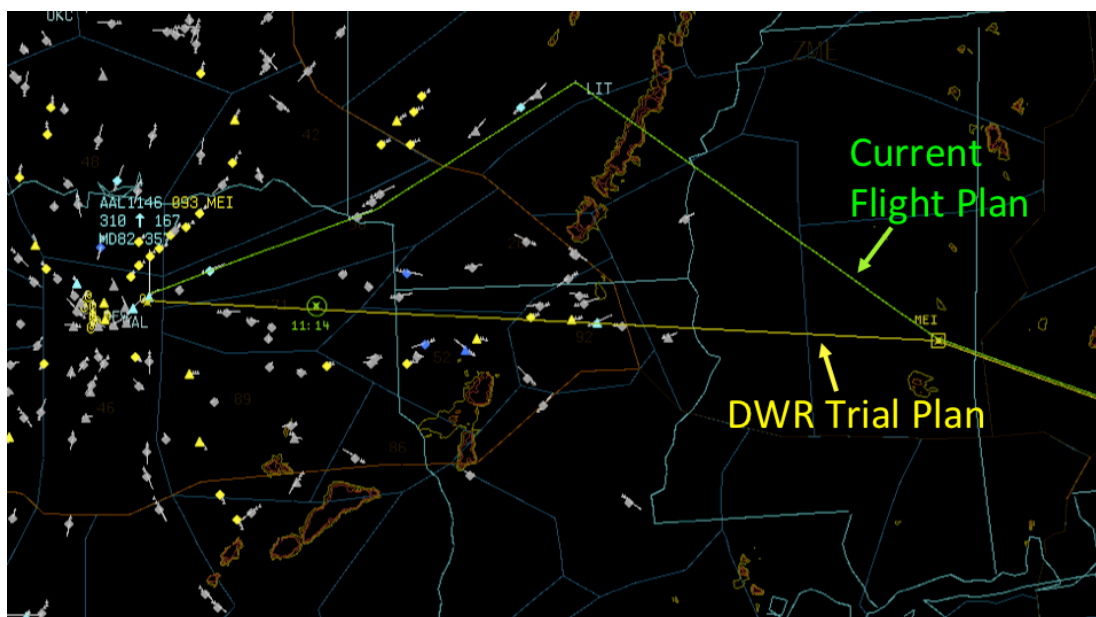 OKC
ZME
42
48
LIT
Current
Flight Plan
AAL1146 093 MEI
310 ↑ 167
MD82 357
11:14
MEI
92
52
DWR Trial Plan
89
46
86